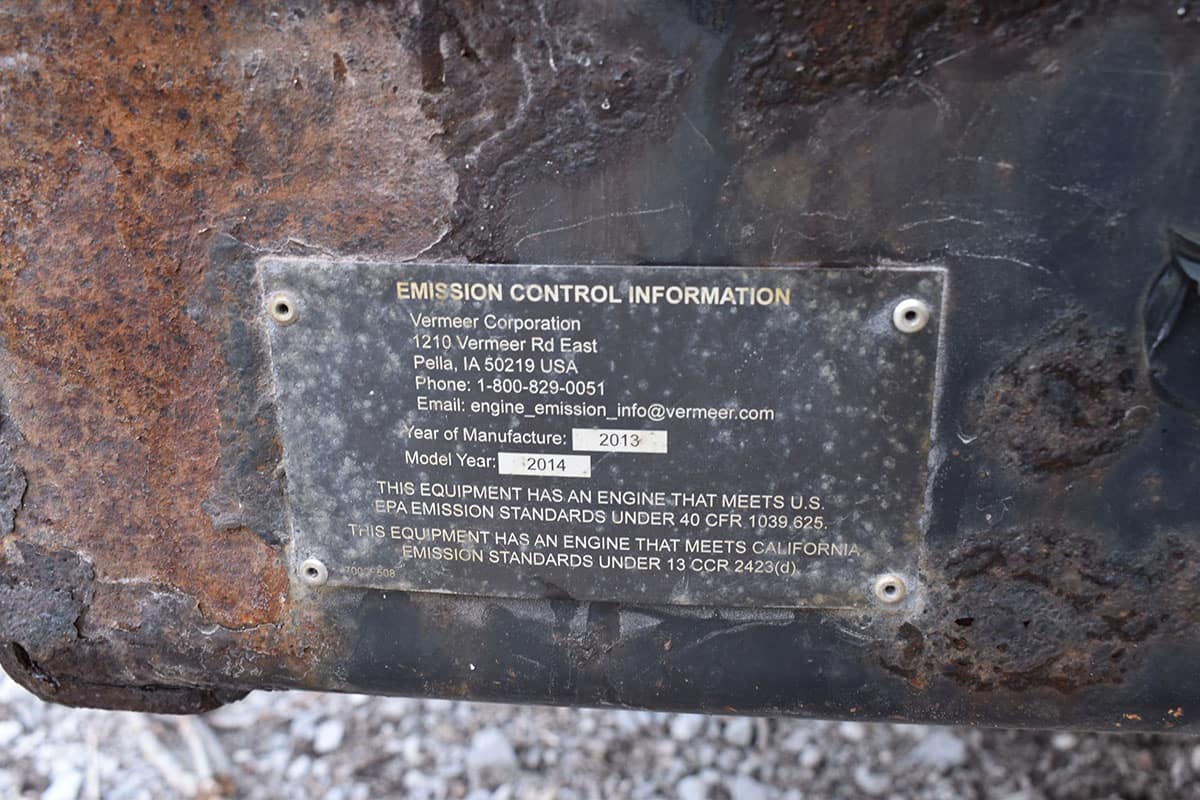 EMISSION CONTROL INFORMATION
Vermeer Corporation
1210 Vermeer Rd East
Pella, IA 50219 USA
Phone: 1-800-829-0051
Email: engine_emission_info@vermeer.com
Year of Manufacture: 2013
Model Year: 2014
THIS EQUIPMENT HAS AN ENGINE THAT MEETS U.S.
EPA EMISSION STANDARDS UNDER 40 CFR 1039.625.
THIS EQUIPMENT HAS AN ENGINE THAT MEETS CALIFORNIA
EMISSION STANDARDS UNDER 13 CCR 2423(d)